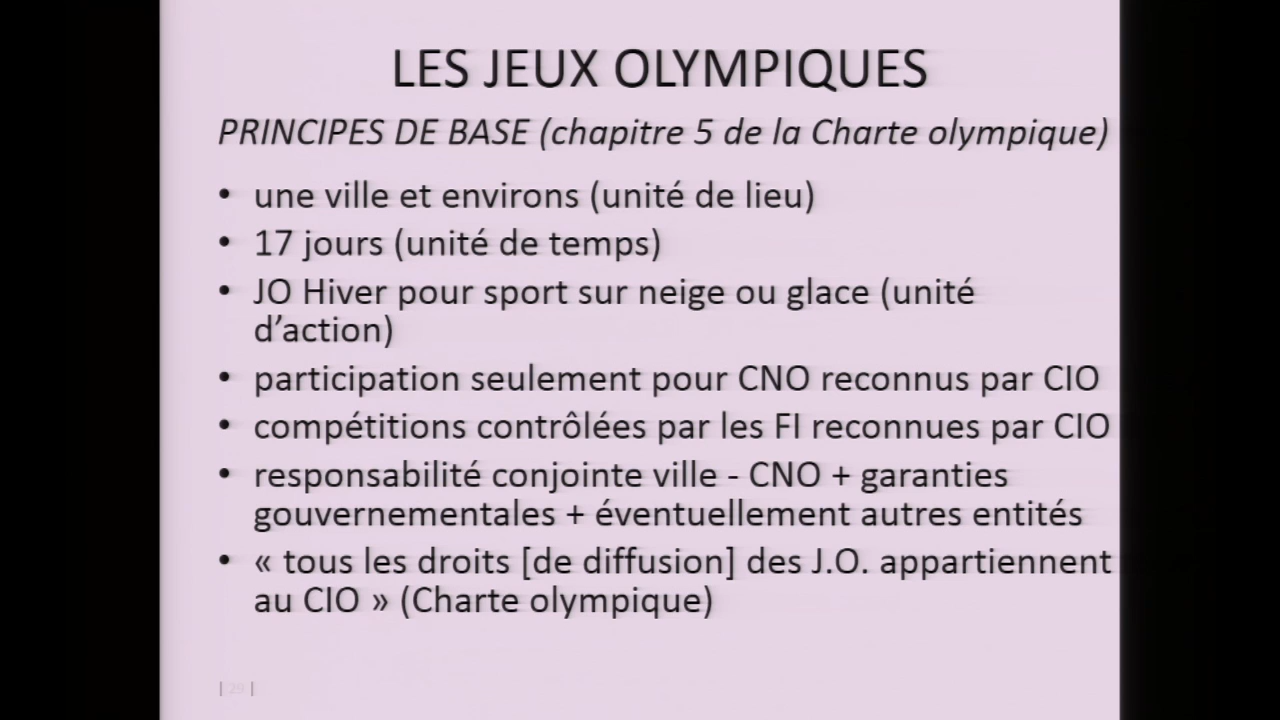 LES JEUX OLYMPIQUES
PRINCIPES DE BASE (chapitre 5 de la Charte olympique)
• une ville et environs (unité de lieu)
• 17 jours (unité de temps)
• JO Hiver pour sport sur neige ou glace (unité
d’action)
• participation seulement pour CNO reconnus par CIO
• compétitions contrôlées par les FI reconnues par CIO
• responsabilité conjointe ville - CNO + garanties
gouvernementales + éventuellement autres entités
• « tous les droits [de diffusion] des J.O. appartiennent
au CIO » (Charte olympique)
| 29 |